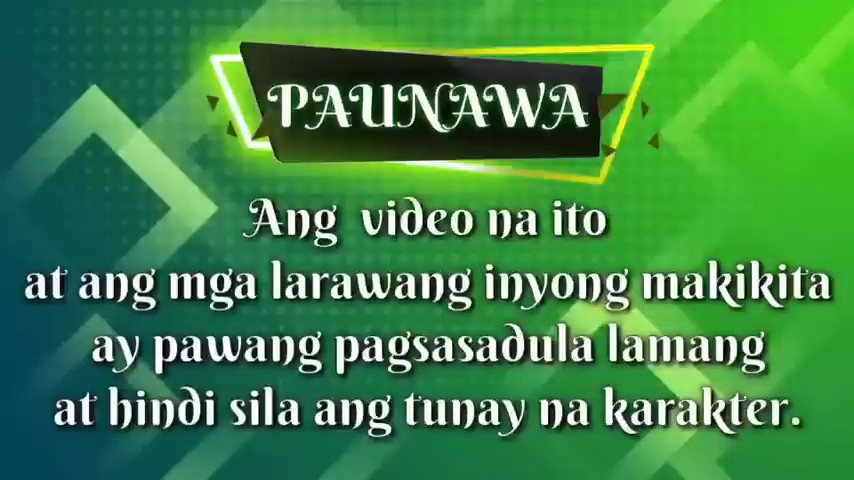 PAUNAWA
Ang video na ito
at ang mga larawang inyong makikita
ay pawang pagsasadula lamang
at hindi sila ang tunay na karakter.